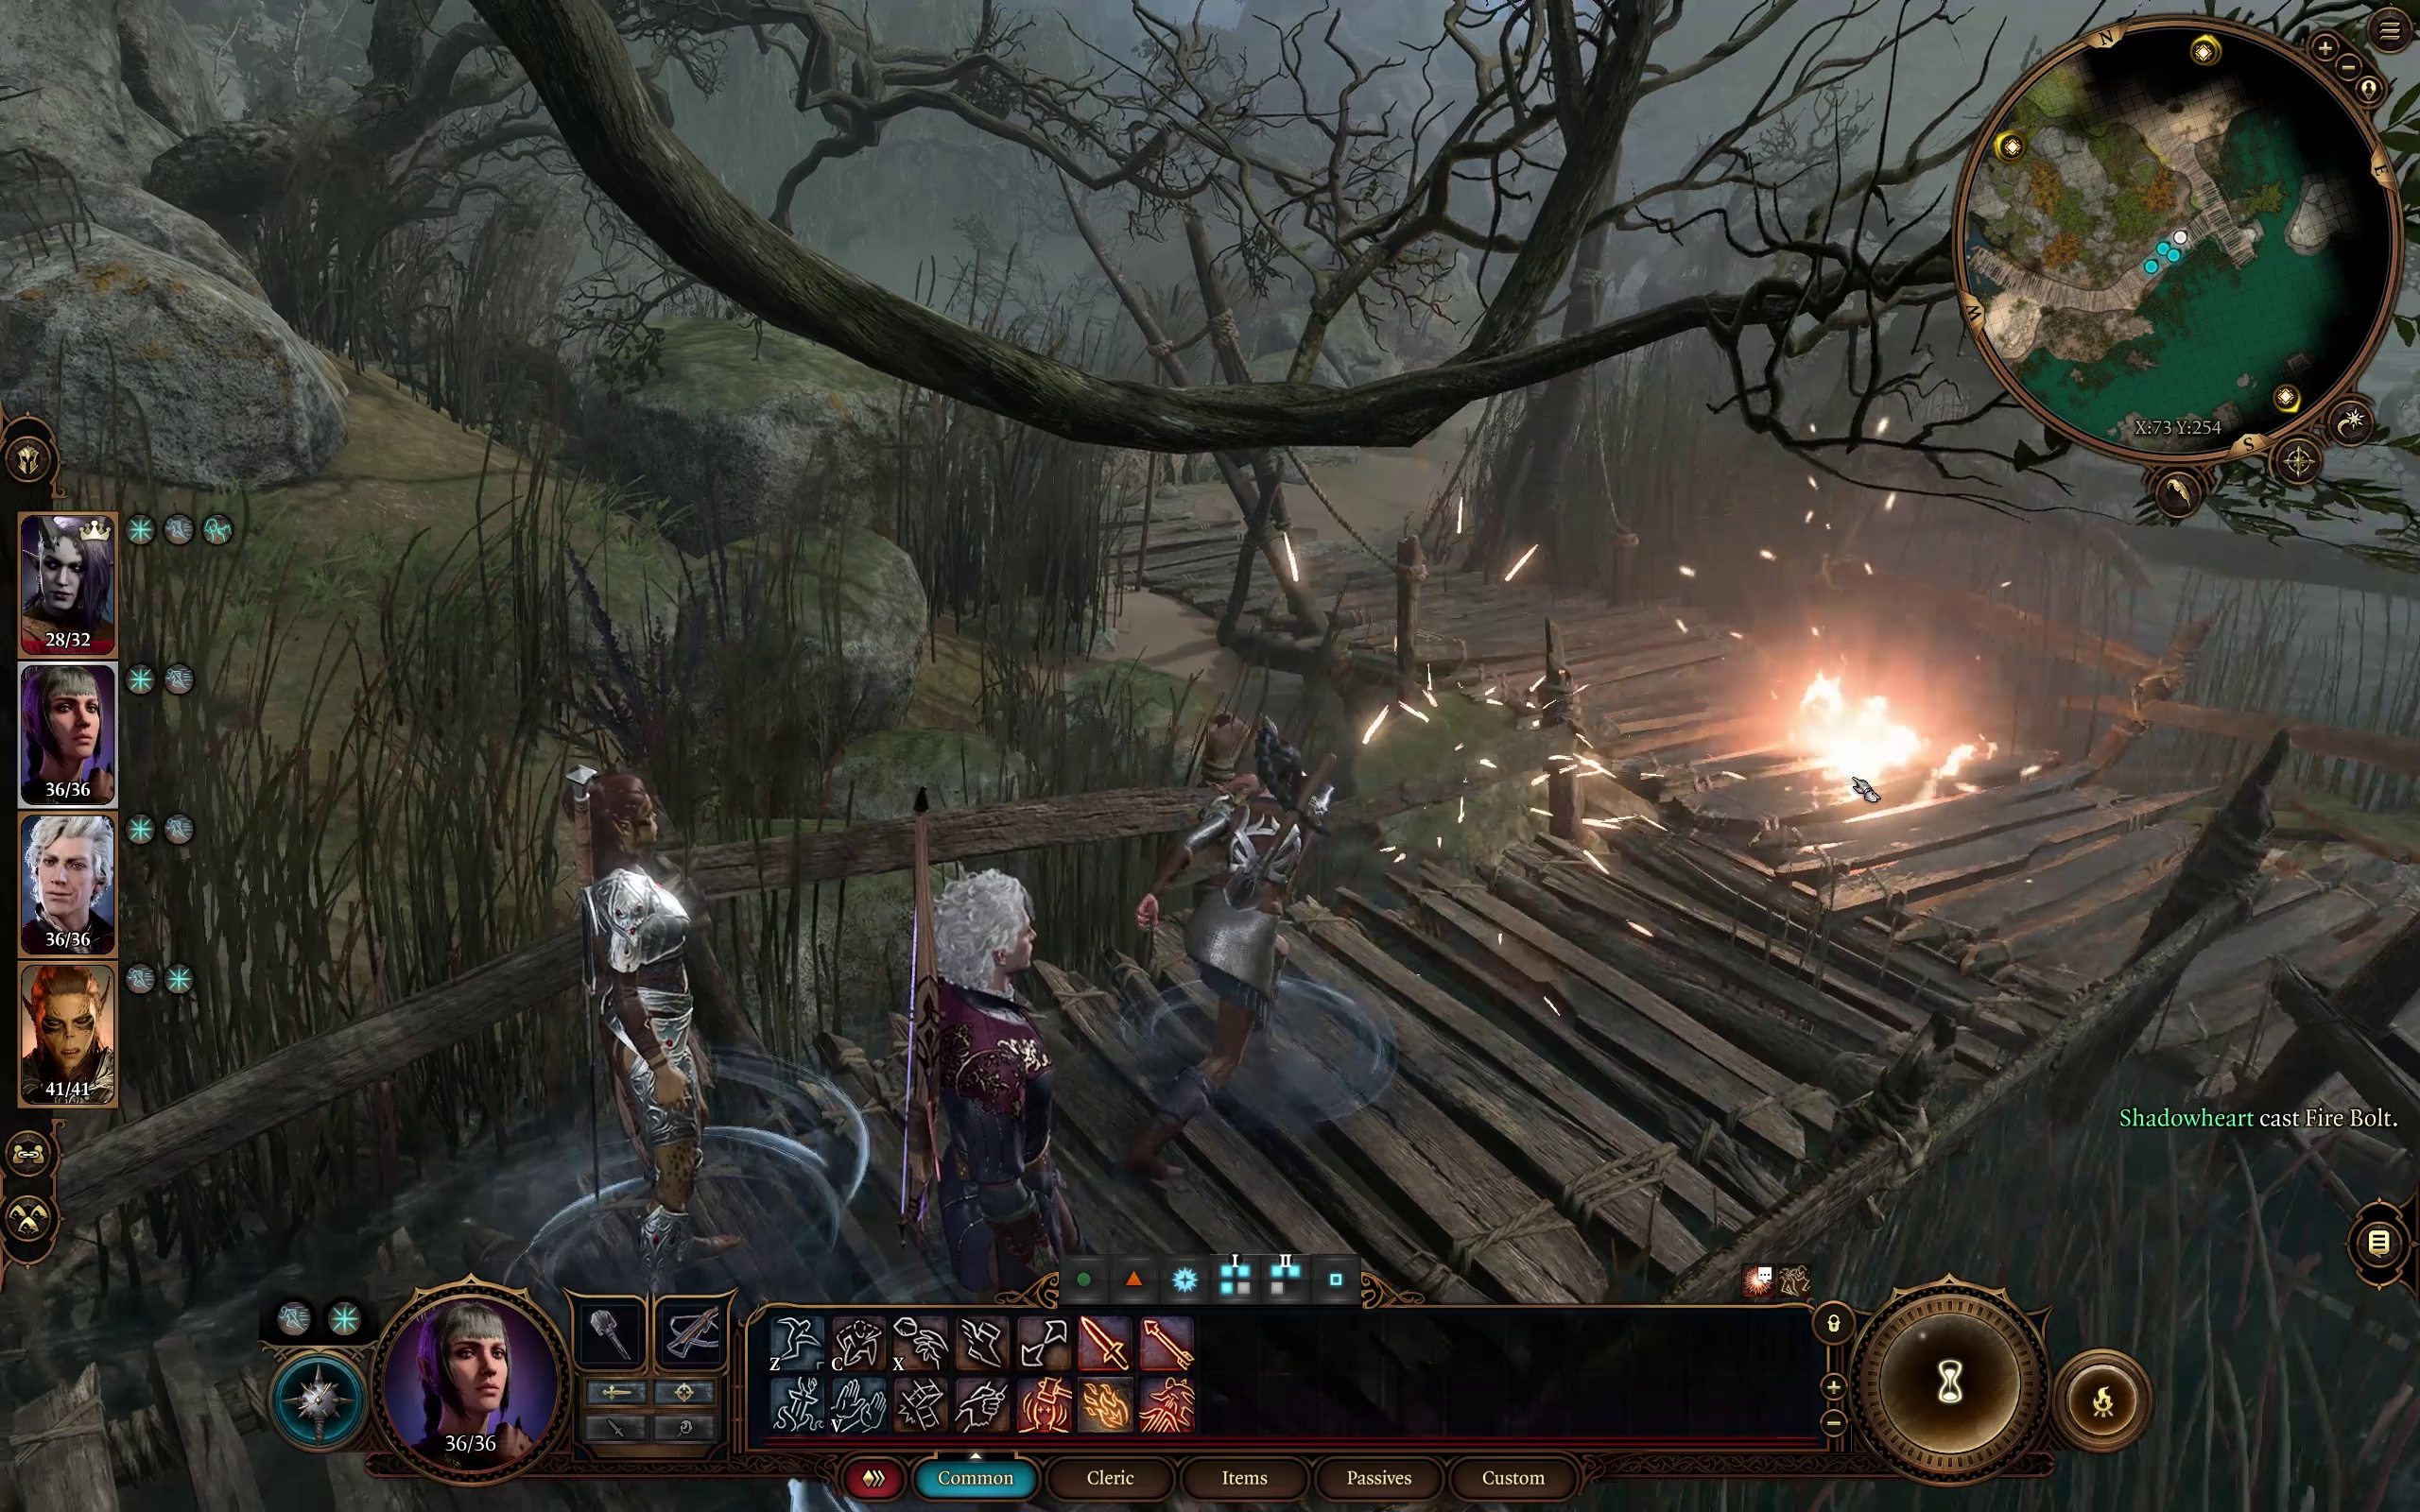 N
E
W
S
X:73 Y:254
28/32
36/36
36/36
41/41
Shadowheart cast Fire Bolt.
I
II
Z
C
X
V
36/36
Common
Cleric
Items
Passives
Custom